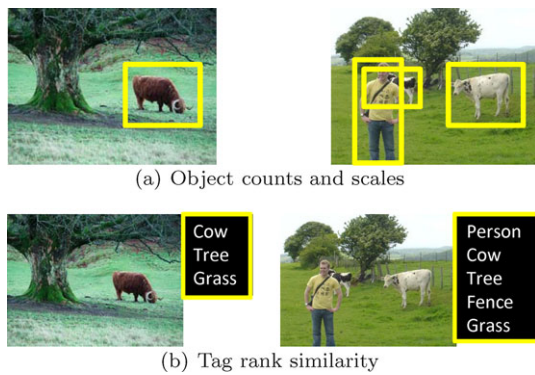 (a) Object counts and scales
Cow
Tree
Grass
Person
Cow
Tree
Fence
Grass
(b) Tag rank similarity